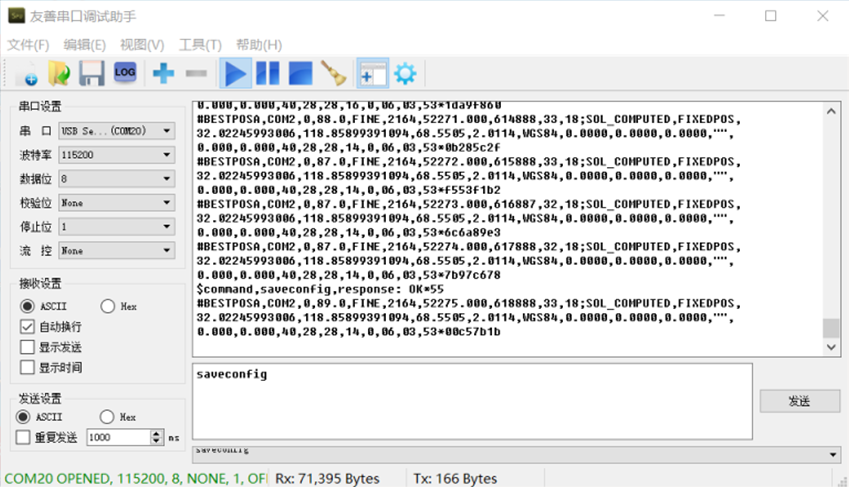 友善串口调试助手
文件(F) 编辑(E) 视图(V) 工具(T) 帮助(H)
LOG
串口设置
串 口 USB Se...(COM20)
波特率 115200
数据位 8
校验位 None
停止位 1
流 控 None
接收设置
ASCII Hex
自动换行
显示发送
显示时间
发送设置
ASCII Hex
重复发送 1000 ms
0.000,0.000,40,28,28,16,0,06,03,53*1da9f860
#BESTPOSA,COM2,0,88.0,FINE,2164,52271.000,614888,33,18;SOL_COMPUTED,FIXEDPOS,
32.02245993006,118.85899391094,68.5505,2.0114,WGS84,0.0000,0.0000,0.0000,"",
0.000,0.000,40,28,28,14,0,06,03,53*0b285c2f
#BESTPOSA,COM2,0,87.0,FINE,2164,52272.000,615888,33,18;SOL_COMPUTED,FIXEDPOS,
32.02245993006,118.85899391094,68.5505,2.0114,WGS84,0.0000,0.0000,0.0000,"",
0.000,0.000,40,28,28,14,0,06,03,53*f553f1b2
#BESTPOSA,COM2,0,87.0,FINE,2164,52273.000,616887,32,18;SOL_COMPUTED,FIXEDPOS,
32.02245993006,118.85899391094,68.5505,2.0114,WGS84,0.0000,0.0000,0.0000,"",
0.000,0.000,40,28,28,14,0,06,03,53*6c6a89e3
#BESTPOSA,COM2,0,87.0,FINE,2164,52274.000,617888,32,18;SOL_COMPUTED,FIXEDPOS,
32.02245993006,118.85899391094,68.5505,2.0114,WGS84,0.0000,0.0000,0.0000,"",
0.000,0.000,40,28,28,14,0,06,03,53*7b97c678
$command,saveconfig,response: OK*55
#BESTPOSA,COM2,0,89.0,FINE,2164,52275.000,618888,33,18;SOL_COMPUTED,FIXEDPOS,
32.02245993006,118.85899391094,68.5505,2.0114,WGS84,0.0000,0.0000,0.0000,"",
0.000,0.000,40,28,28,14,0,06,03,53*00c57b1b
saveconfig
发送
saveconfig
COM20 OPENED, 115200, 8, NONE, 1, OF Rx: 71,395 Bytes Tx: 166 Bytes